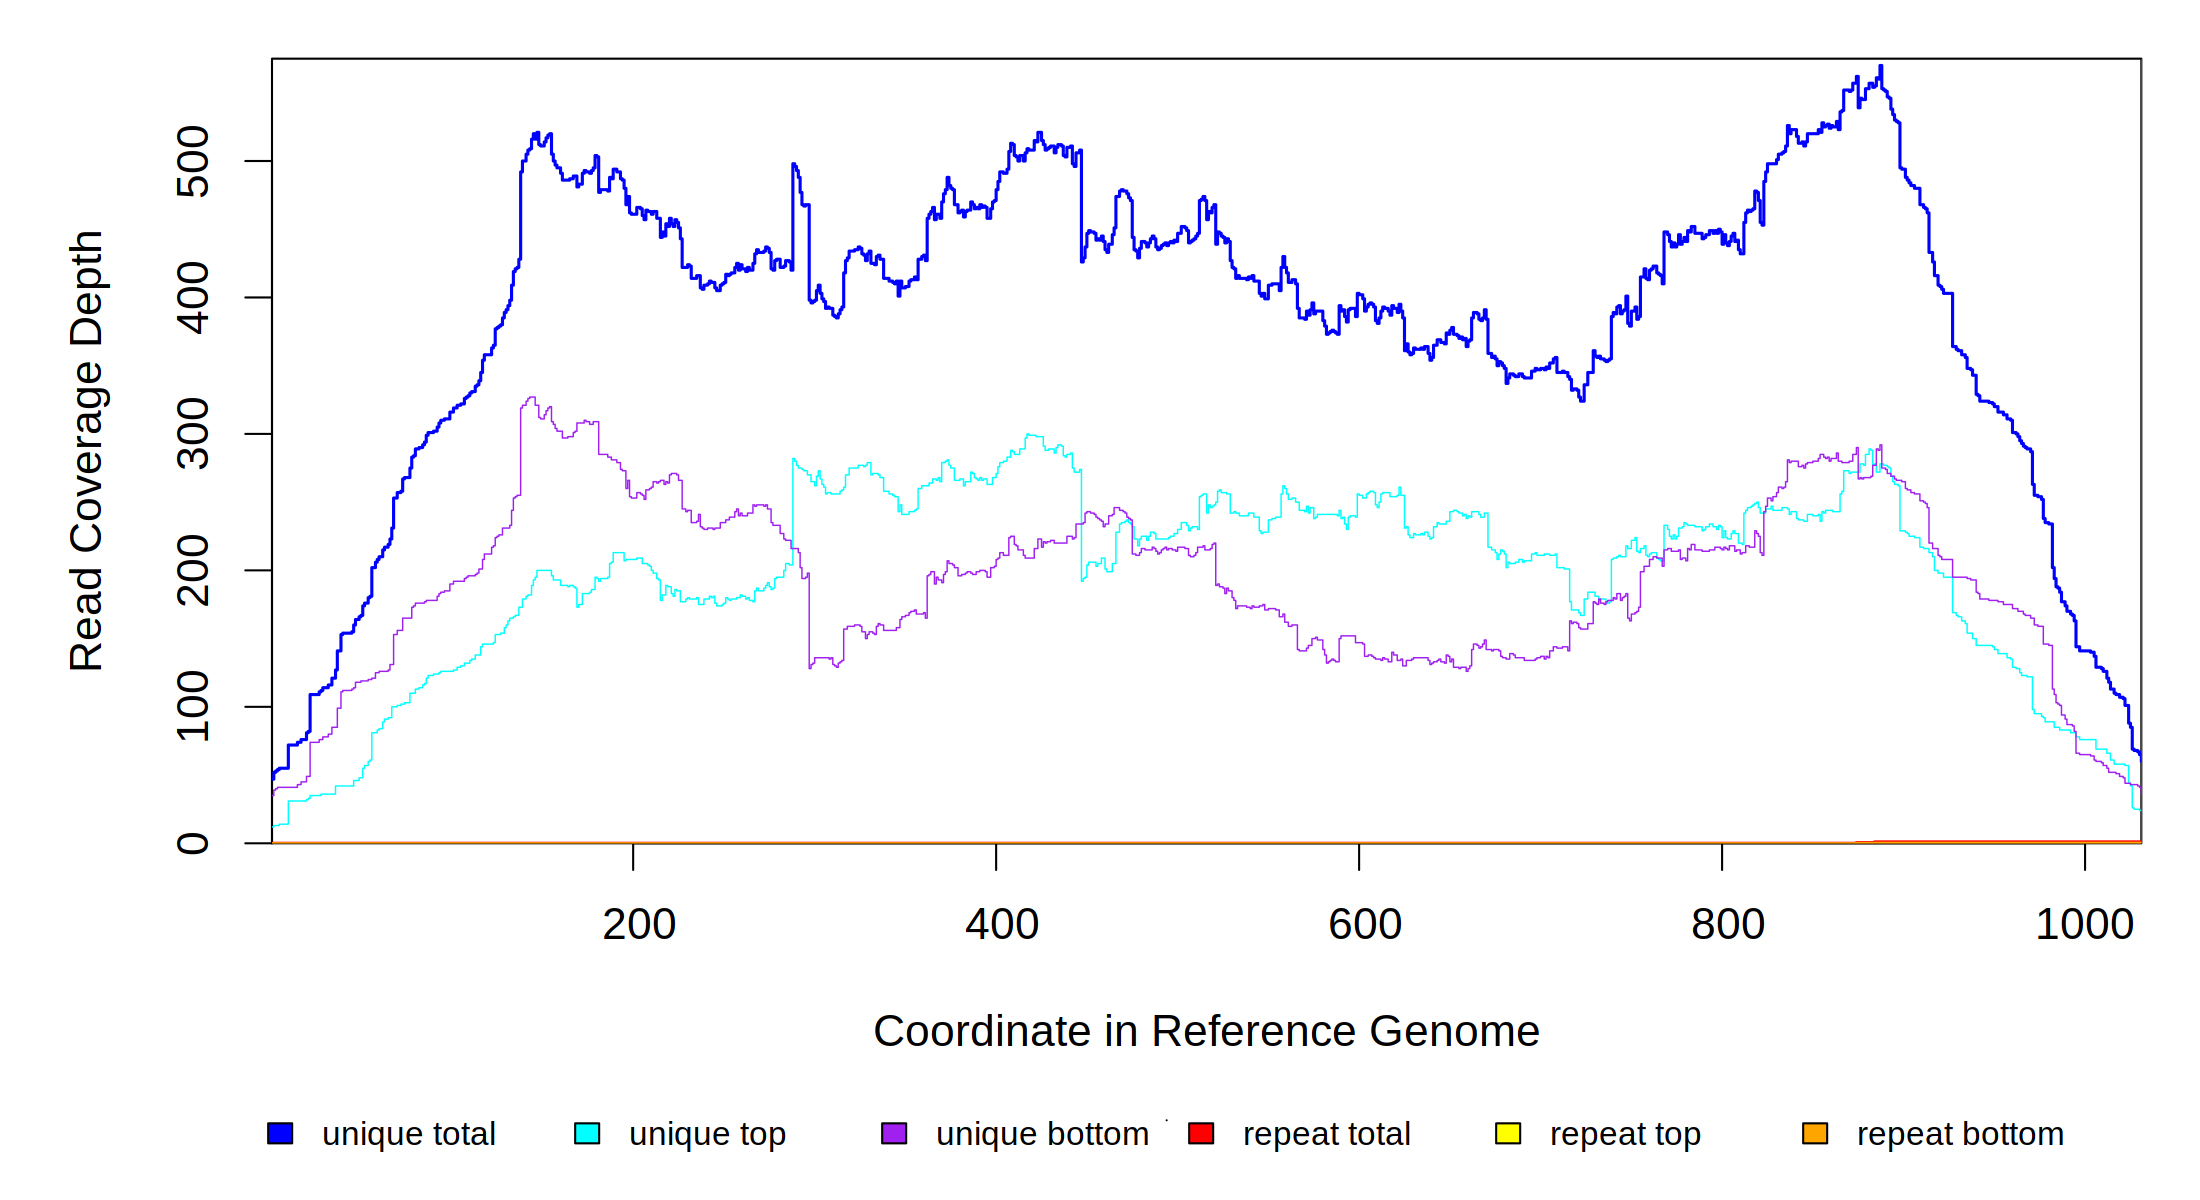 Read Coverage Depth
500
400
300
200
100
0
200 400 600 800 1000
Coordinate in Reference Genome
unique total unique top unique bottom repeat total repeat top repeat bottom